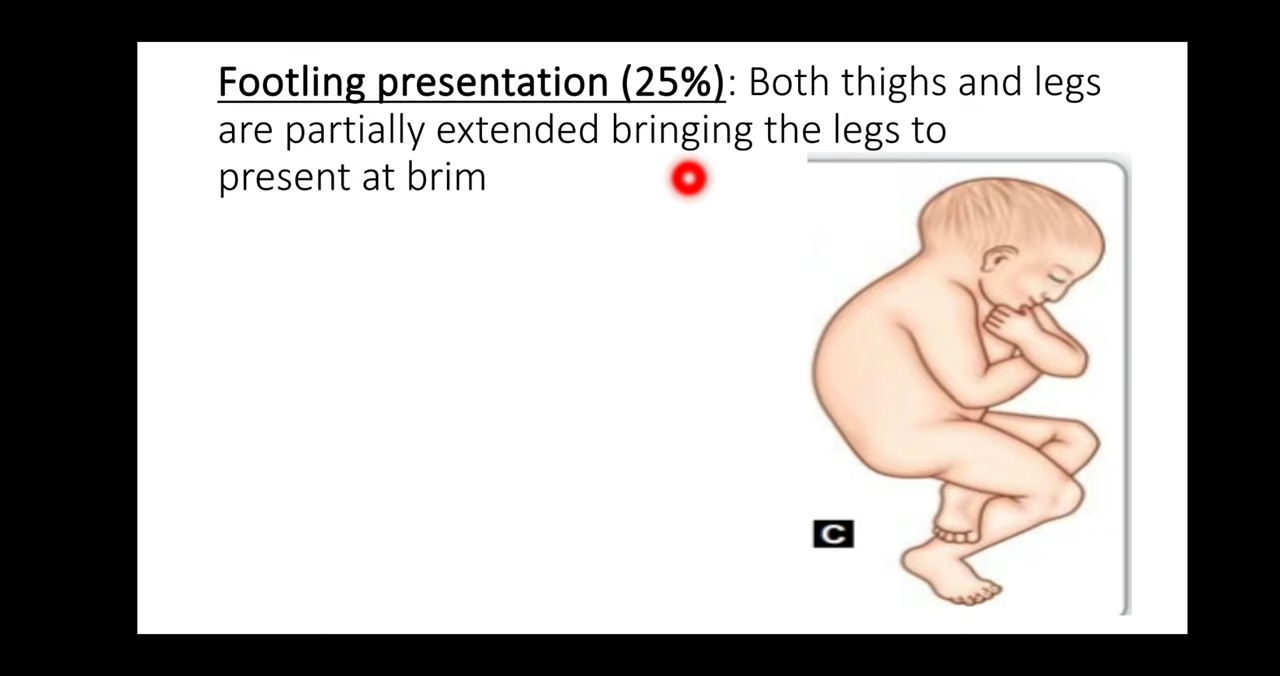 Footling presentation (25%): Both thighs and legs
are partially extended bringing the legs to
present at brim
C